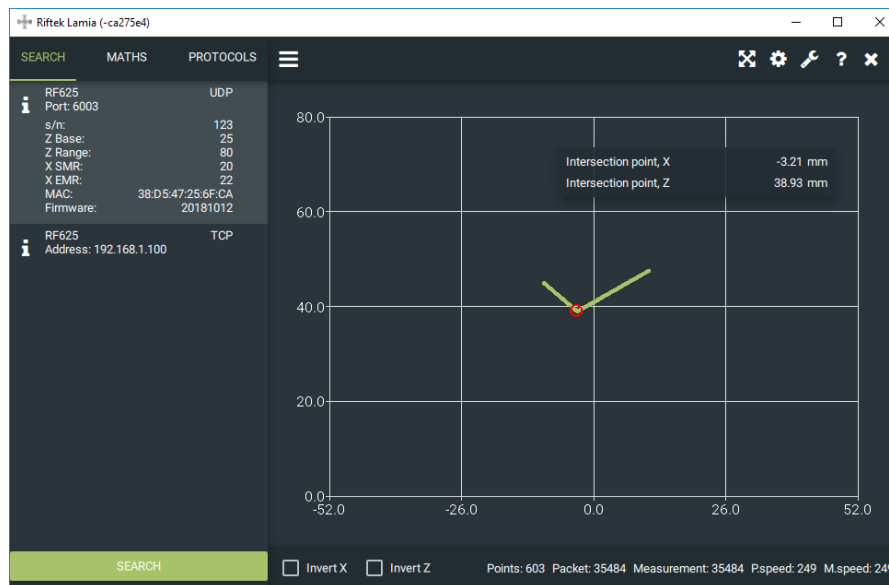 Riftek Lamia (-ca275e4)
SEARCH MATHS PROTOCOLS
RF625 UDP
Port: 6003
s/n: 123
Z Base: 25
Z Range: 80
X SMR: 20
X EMR: 22
MAC: 38:D5:47:25:6F:CA
Firmware: 20181012
RF625 TCP
Address: 192.168.1.100
SEARCH
?
80.0
60.0
40.0
20.0
0.0
-52.0 -26.0 0.0 26.0 52.0
Intersection point, X -3.21 mm
Intersection point, Z 38.93 mm
Invert X Invert Z Points: 603 Packet: 35484 Measurement: 35484 P.speed: 249 M.speed: 249